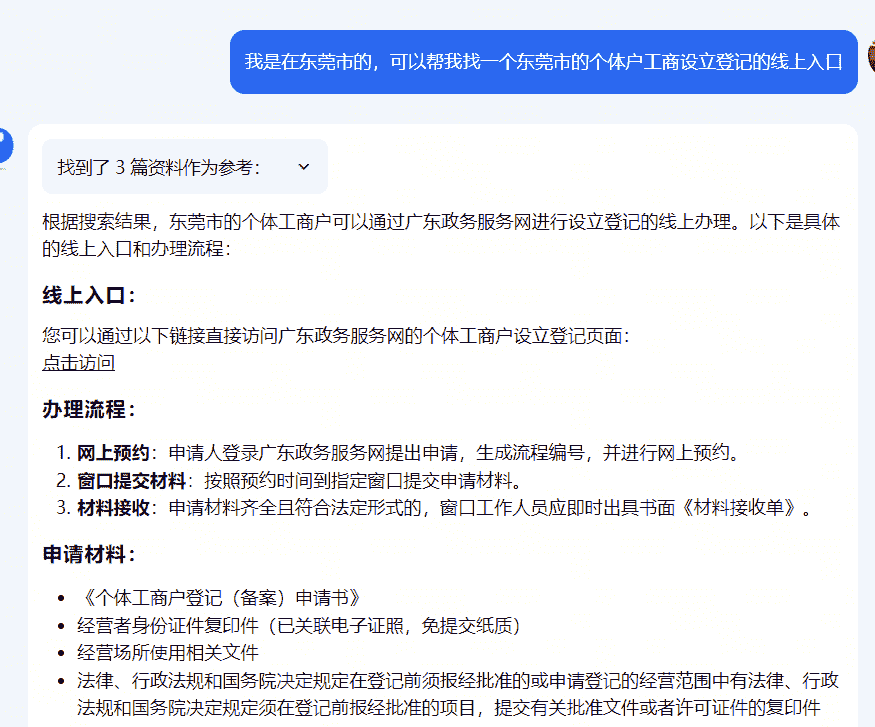 我是在东莞市的，可以帮我找一个东莞市的个体户工商设立登记的线上入口
找到了 3 篇资料作为参考：
根据搜索结果，东莞市的个体工商户可以通过广东政务服务网进行设立登记的线上办理。以下是具体
的线上入口和办理流程：
线上入口：
您可以通过以下链接直接访问广东政务服务网的个体工商户设立登记页面：
点击访问
办理流程：
1. 网上预约：申请人登录广东政务服务网提出申请，生成流程编号，并进行网上预约。
2. 窗口提交材料：按照预约时间到指定窗口提交申请材料。
3. 材料接收：申请材料齐全且符合法定形式的，窗口工作人员应即时出具书面《材料接收单》。
申请材料：
• 《个体工商户登记（备案）申请书》
• 经营者身份证件复印件（已关联电子证照，免提交纸质）
• 经营场所使用相关文件
• 法律、行政法规和国务院决定规定在登记前须报经批准的或申请登记的经营范围中有法律、行政
法规和国务院决定规定须在登记前报经批准的项目，提交有关批准文件或者许可证件的复印件